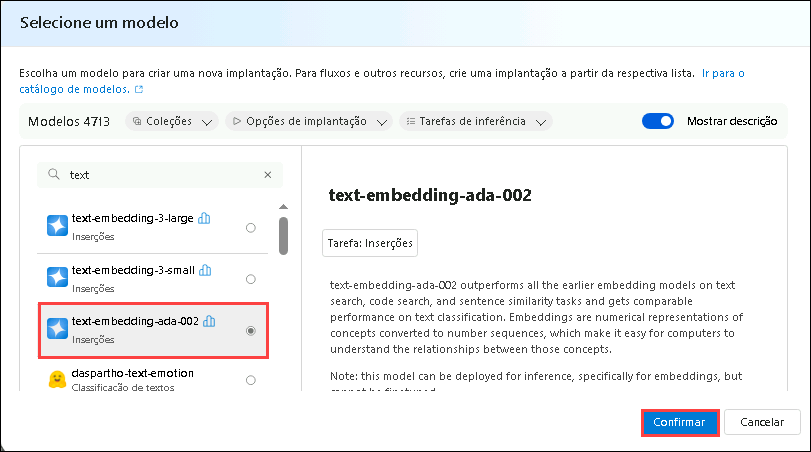 Selecione um modelo
Escolha um modelo para criar uma nova implantação. Para fluxos e outros recursos, crie uma implantação a partir da respectiva lista. Ir para o
catálogo de modelos.
Modelos 4713 Coleções Opções de implantação Tarefas de inferência Mostrar descrição
text
text-embedding-3-large
Inserções
text-embedding-3-small
Inserções
text-embedding-ada-002
Inserções
daspartho-text-emotion
Classificação de textos
text-embedding-ada-002
Tarefa: Inserções
text-embedding-ada-002 outperforms all the earlier embedding models on text
search, code search, and sentence similarity tasks and gets comparable
performance on text classification. Embeddings are numerical representations of
concepts converted to number sequences, which make it easy for computers to
understand the relationships between those concepts.
Note: this model can be deployed for inference, specifically for embeddings, but
cannot be finetuned
Confirmar
Cancelar